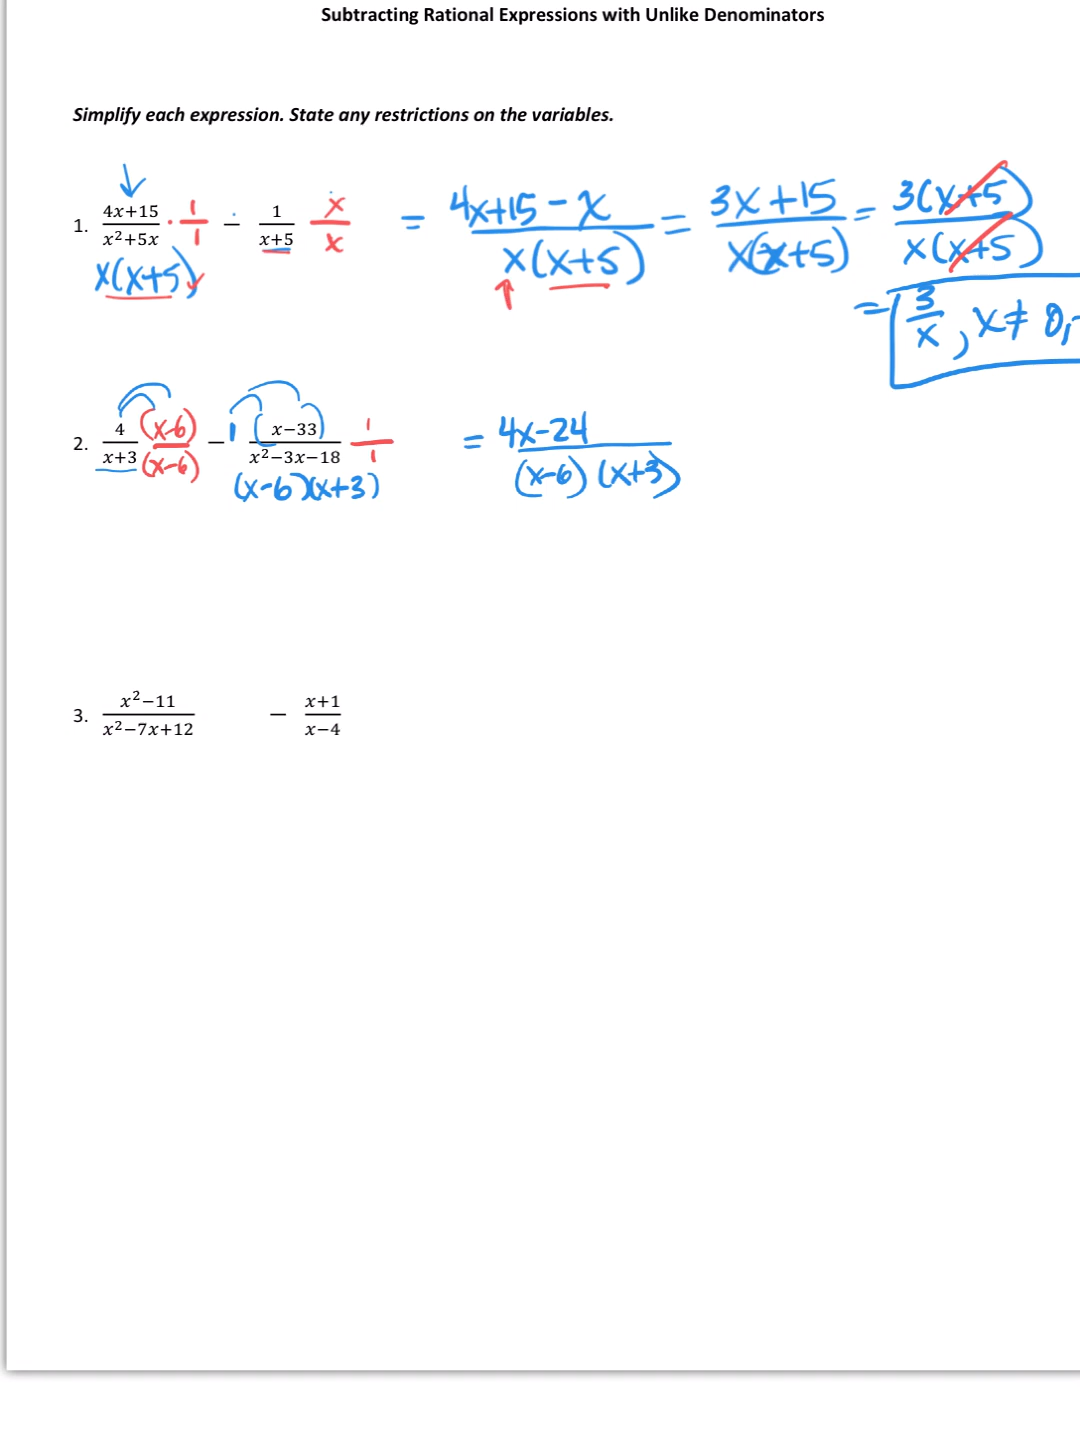 Subtracting Rational Expressions with Unlike Denominators
Simplify each expression. State any restrictions on the variables.
1. (4x+15)/(x²+5x) · 1/1 − 1/(x+5) x/x = (4x+15-x)/(x(x+5)) = (3x+15)/(x(x+5)) = 3(x+5)/(x(x+5))
x(x+5)
= 3/x, x≠0,-
2. 4/(x+3) (x-6)/(x-6) − 1(x−33)/(x²−3x−18) 1/1 = (4x-24)/((x-6)(x+3))
(x-6)(x+3)
3. (x²−11)/(x²−7x+12) − (x+1)/(x−4)